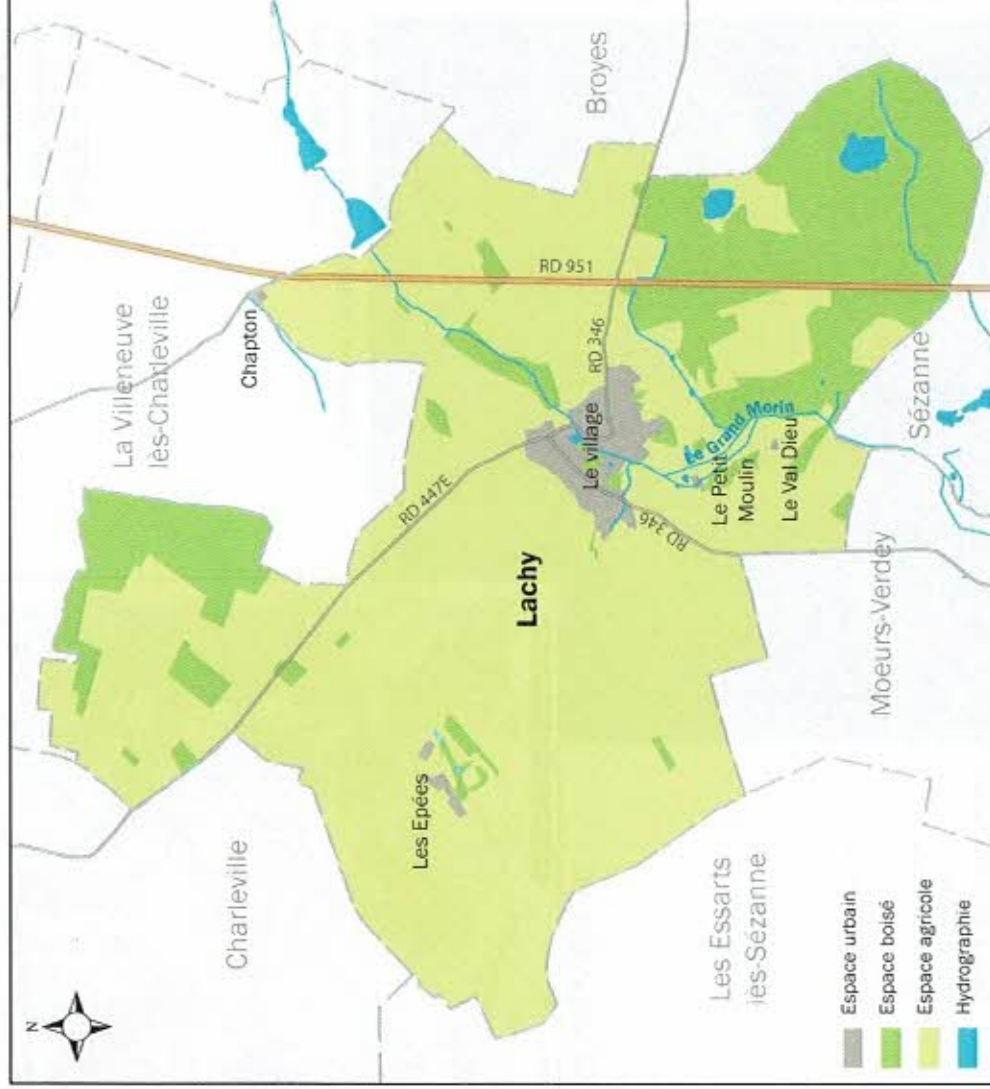 N
La Villeneuve
lès-Charleville
Chapton
Broyes
RD 951
RD 346
RD 447E
Le village
Le Grand Morin
Le Petit
Moulin
Le Val Dieu
RD 346
Sézanne
Lachy
Moeurs-Verdey
Les Epées
Charleville
Les Essarts
lès-Sézanne
Espace urbain
Espace boisé
Espace agricole
Hydrographie